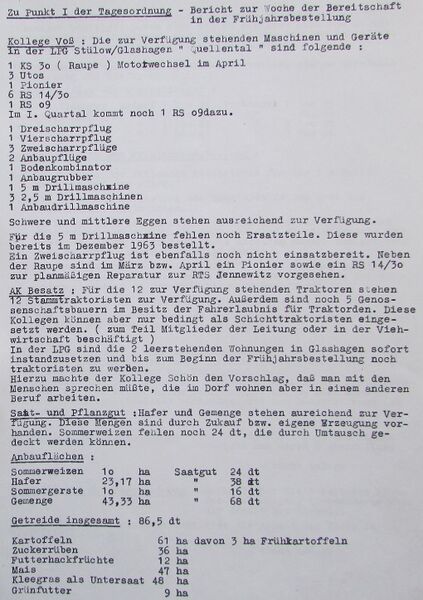 Zu Punkt I der Tagesordnung - Bericht zur Woche der Bereitschaft
in der Frühjahrsbestellung
Kollege Voß : Die zur Verfügung stehenden Maschinen und Geräte
in der LPG Stülow/Glashagen " Quellental " sind folgende :
1 KS 3o ( Raupe ) Motorwechsel im April
3 Utos
1 Pionier
6 RS 14/3o
1 RS o9
Im I. Quartal kommt noch 1 RS o9dazu.
1 Dreischarrpflug
1 Vierscharrpflug
3 Zweischarrpflüge
2 Anbaupflüge
1 Bodenkombinator
1 Anbaugrubber
1 5 m Drillmaschine
3 2,5 m Drillmaschinen
1 Anbaudrillmaschine
Schwere und mittlere Eggen stehen ausreichend zur Verfügung.
Für die 5 m Drillmaschine fehlen noch Ersatzteile. Diese wurden
bereits im Dezember 1963 bestellt.
Ein Zweischarrpflug ist ebenfalls noch nicht einsatzbereit. Neben
der Raupe sind im März bzw. April ein Pionier sowie ein RS 14/3o
zur planmäßigen Reparatur zur RTS Jennewitz vorgesehen.
AK Besatz : Für die 12 zur Verfügung stehenden Traktoren stehen
12 Stammtraktoristen zur Verfügung. Außerdem sind noch 5 Genos-
senschaftsbauern im Besitz der Fahrerlaubnis für Traktorden. Diese
Kollegen können aber nur bedingt als Schichttraktoristen einge-
setzt werden. ( zum Teil Mitglieder der Leitung oder in der Vieh-
wirtschaft beschäftigt )
In der LPG sind die 2 leerstehenden Wohnungen in Glashagen sofort
instandzusetzen und bis zum Beginn der Frühjahrsbestellung noch
traktoristen zu werben.
Hierzu machte der Kollege Schön den Vorschlag, daß man mit den
Menschen sprechen müßte, die im Dorf wohnen aber in einem anderen
Beruf arbeiten.
Saat- und Pflanzgut :Hafer und Gemenge stehen aureichend zur Ver-
fügung. Diese Mengen sind durch Zukauf bzw. eigene Erzeugung vor-
handen. Sommerweizen fehlen noch 24 dt, die durch Umtausch ge-
deckt werden können.
Anbauflächen :
Sommerweizen 1o ha Saatgut 24 dt
Hafer 23,17 ha " 38 dt
Sommergerste 1o ha " 16 dt
Gemenge 43,33 ha " 68 dt
Getreide insgesamt : 86,5 dt
Kartoffeln 61 ha davon 3 ha Frühkartoffeln
Zuckerrüben 36 ha
Futterhackfrüchte 12 ha
Mais 47 ha
Kleegras als Untersaat 48 ha
Grünfutter 9 ha